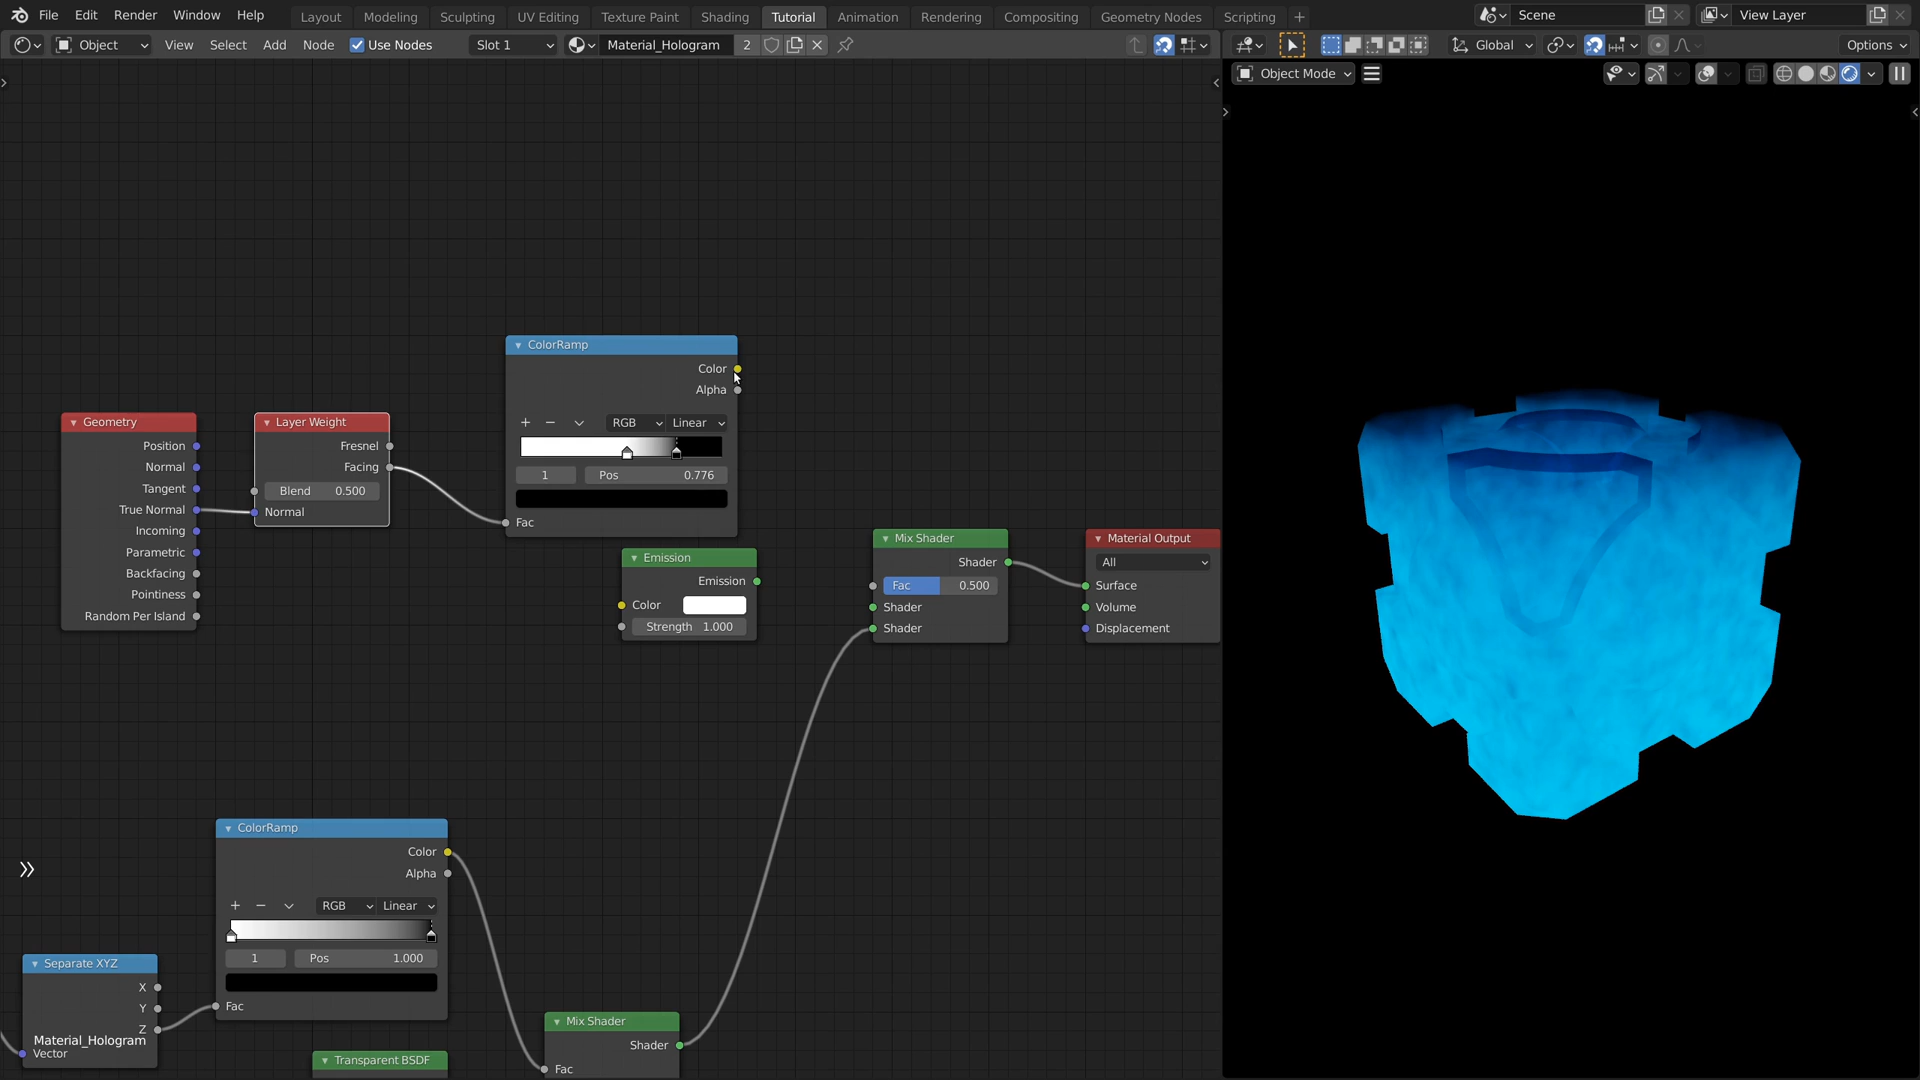 File Edit Render Window Help Layout Modeling Sculpting UV Editing Texture Paint Shading Tutorial Animation Rendering Compositing Geometry Nodes Scripting + Scene View Layer
Object View Select Add Node Use Nodes Slot 1 Material_Hologram 2 Global Options
Object Mode
ColorRamp
Color
Alpha
RGB Linear
1 Pos 0.776
Fac
Geometry
Position
Normal
Tangent
True Normal
Incoming
Parametric
Backfacing
Pointiness
Random Per Island
Layer Weight
Fresnel
Facing
Blend 0.500
Normal
Emission
Emission
Color
Strength 1.000
Mix Shader
Shader
Fac 0.500
Shader
Shader
Material Output
All
Surface
Volume
Displacement
ColorRamp
Color
Alpha
RGB Linear
1 Pos 1.000
Fac
Separate XYZ
X
Y
Z
Material_Hologram
Vector
Transparent BSDF
Mix Shader
Shader
Fac